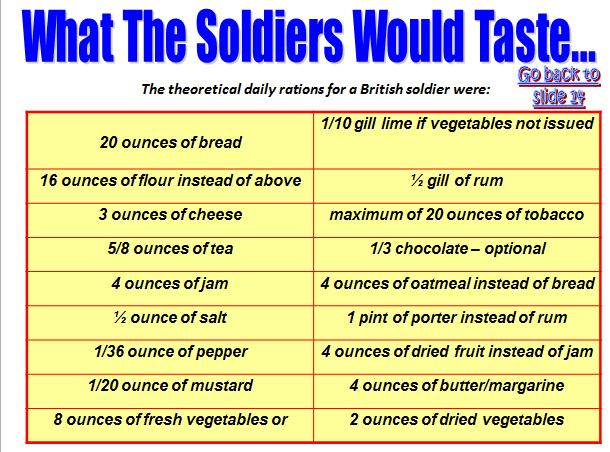 What The Soldiers Would Taste...
Go back to
slide 14
The theoretical daily rations for a British soldier were:
20 ounces of bread
1/10 gill lime if vegetables not issued
16 ounces of flour instead of above
½ gill of rum
3 ounces of cheese
maximum of 20 ounces of tobacco
5/8 ounces of tea
1/3 chocolate – optional
4 ounces of jam
4 ounces of oatmeal instead of bread
½ ounce of salt
1 pint of porter instead of rum
1/36 ounce of pepper
4 ounces of dried fruit instead of jam
1/20 ounce of mustard
4 ounces of butter/margarine
8 ounces of fresh vegetables or
2 ounces of dried vegetables